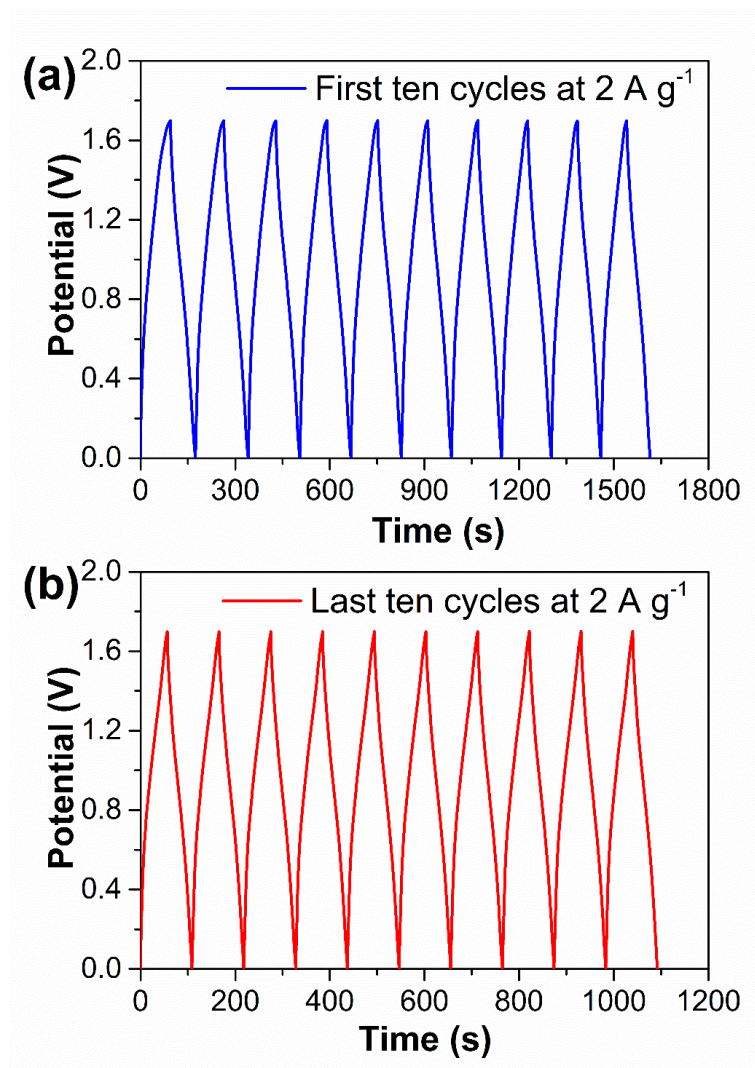 (a)
First ten cycles at 2 A g⁻¹
Potential (V)
2.0
1.6
1.2
0.8
0.4
0.0
0 300 600 900 1200 1500 1800
Time (s)
(b)
Last ten cycles at 2 A g⁻¹
Potential (V)
2.0
1.6
1.2
0.8
0.4
0.0
0 200 400 600 800 1000 1200
Time (s)